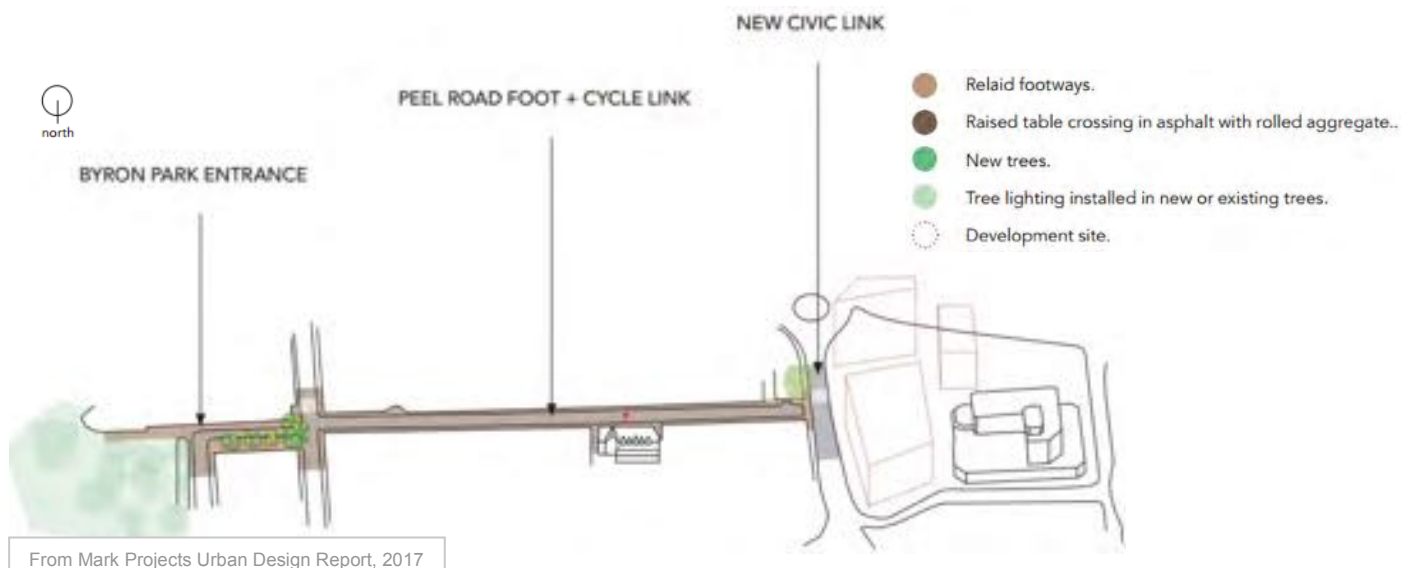 NEW CIVIC LINK
PEEL ROAD FOOT + CYCLE LINK
north
BYRON PARK ENTRANCE
Relaid footways.
Raised table crossing in asphalt with rolled aggregate..
New trees.
Tree lighting installed in new or existing trees.
Development site.
From Mark Projects Urban Design Report, 2017